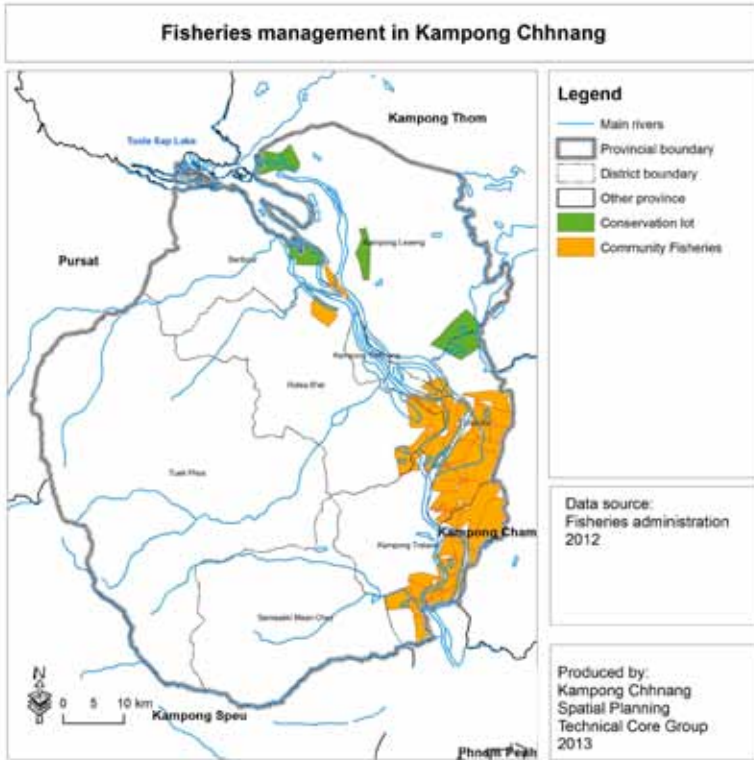 Fisheries management in Kampong Chhnang
Kampong Thom
Tonle Sap Lake
Kampong Leaeng
Pursat
Baribour
Kampong Chhnang
Rolea B'ier
Tuek Phos
Kampong Cham
Kampong Tralach
Sameakki Mean Chey
N
0 5 10 km
Kampong Speu
Phnom Penh
Legend
Main rivers
Provincial boundary
District boundary
Other province
Conservation lot
Community Fisheries
Data source:
Fisheries administration
2012
Produced by:
Kampong Chhnang
Spatial Planning
Technical Core Group
2013